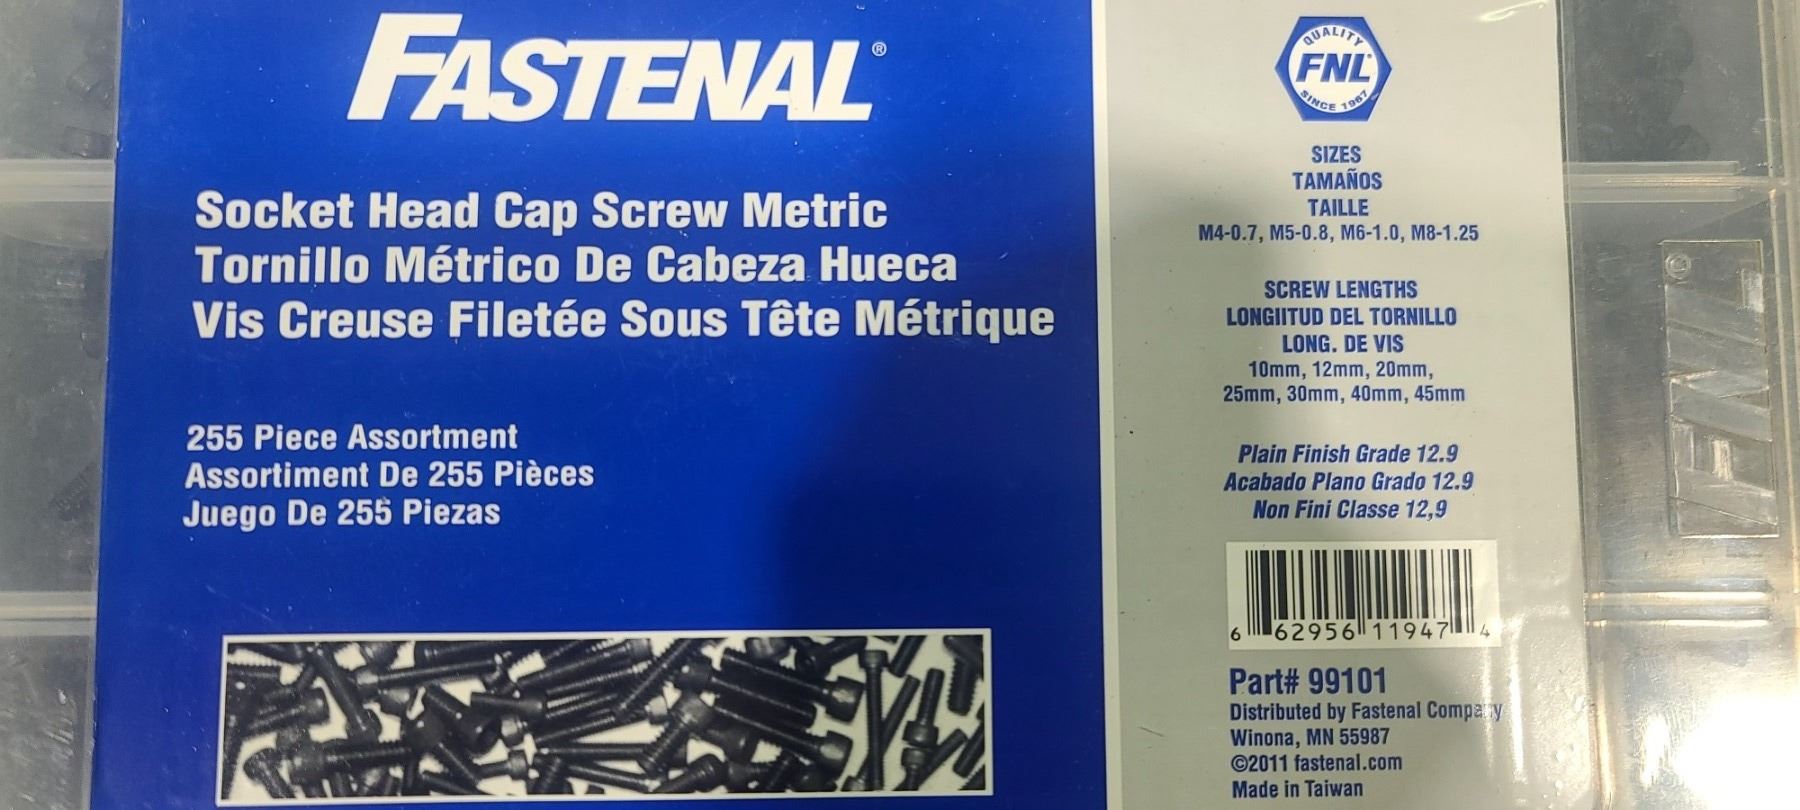 FASTENAL®
Socket Head Cap Screw Metric
Tornillo Métrico De Cabeza Hueca
Vis Creuse Filetée Sous Tête Métrique
255 Piece Assortment
Assortiment De 255 Pièces
Juego De 255 Piezas
QUALITY
FNL
SINCE 1967
SIZES
TAMAÑOS
TAILLE
M4-0.7, M5-0.8, M6-1.0, M8-1.25
SCREW LENGTHS
LONGIITUD DEL TORNILLO
LONG. DE VIS
10mm, 12mm, 20mm,
25mm, 30mm, 40mm, 45mm
Plain Finish Grade 12.9
Acabado Plano Grado 12.9
Non Fini Classe 12,9
6 62956 11947 4
Part# 99101
Distributed by Fastenal Company
Winona, MN 55987
©2011 fastenal.com
Made in Taiwan
FNL®